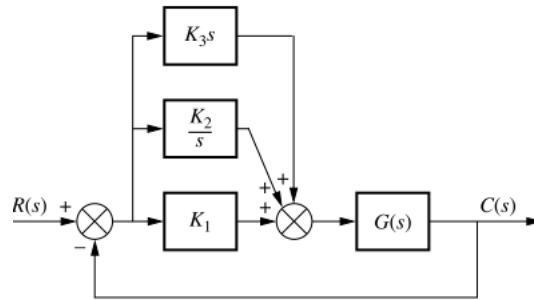 K₃s
K₂
s
R(s) + + + C(s)
+
K₁ G(s)
−